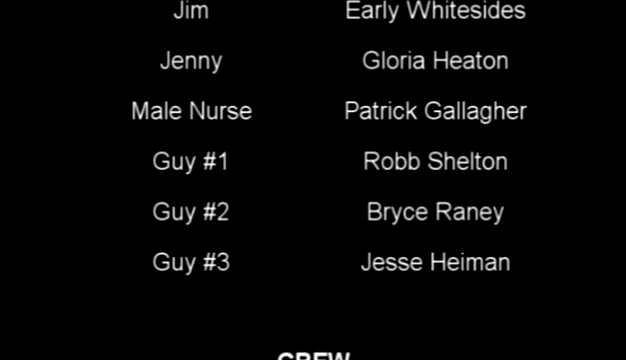 Jim Early Whitesides
Jenny Gloria Heaton
Male Nurse Patrick Gallagher
Guy #1 Robb Shelton
Guy #2 Bryce Raney
Guy #3 Jesse Heiman
CREW